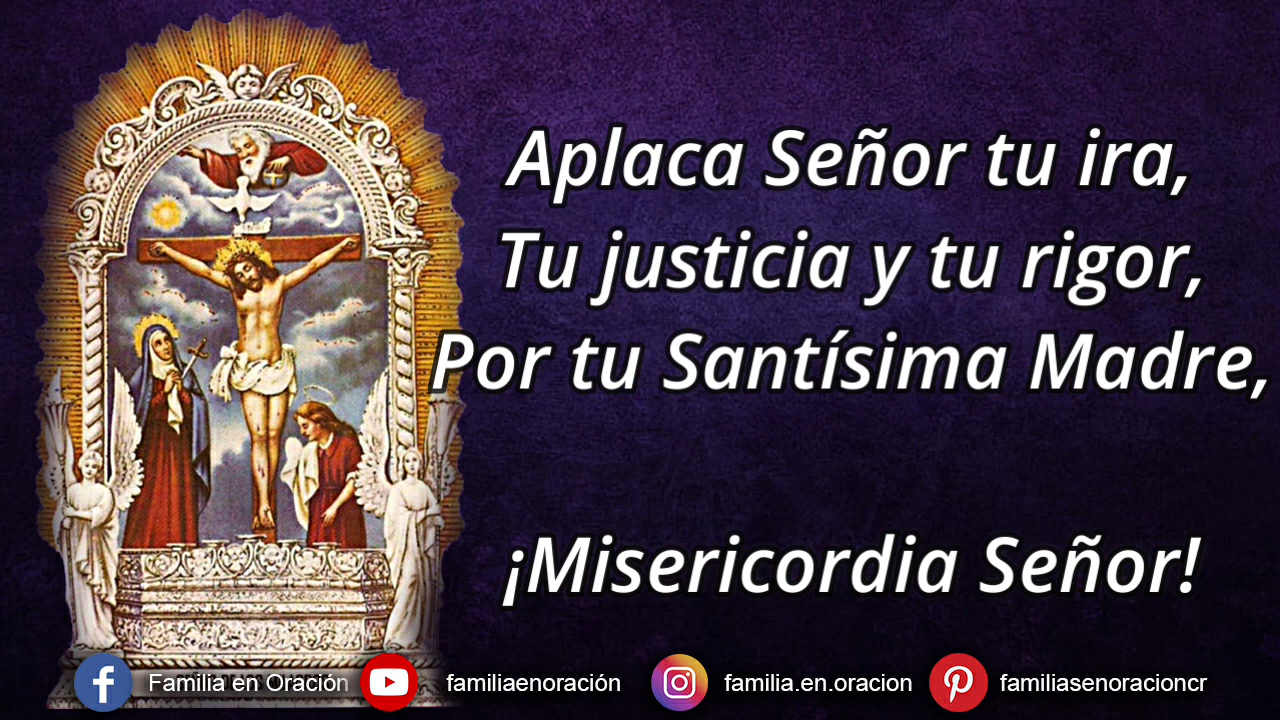 Aplaca Señor tu ira,
Tu justicia y tu rigor,
Por tu Santísima Madre,
¡Misericordia Señor!
Familia en Oración
familiaenoración
familia.en.oracion
familiasenoracioncr